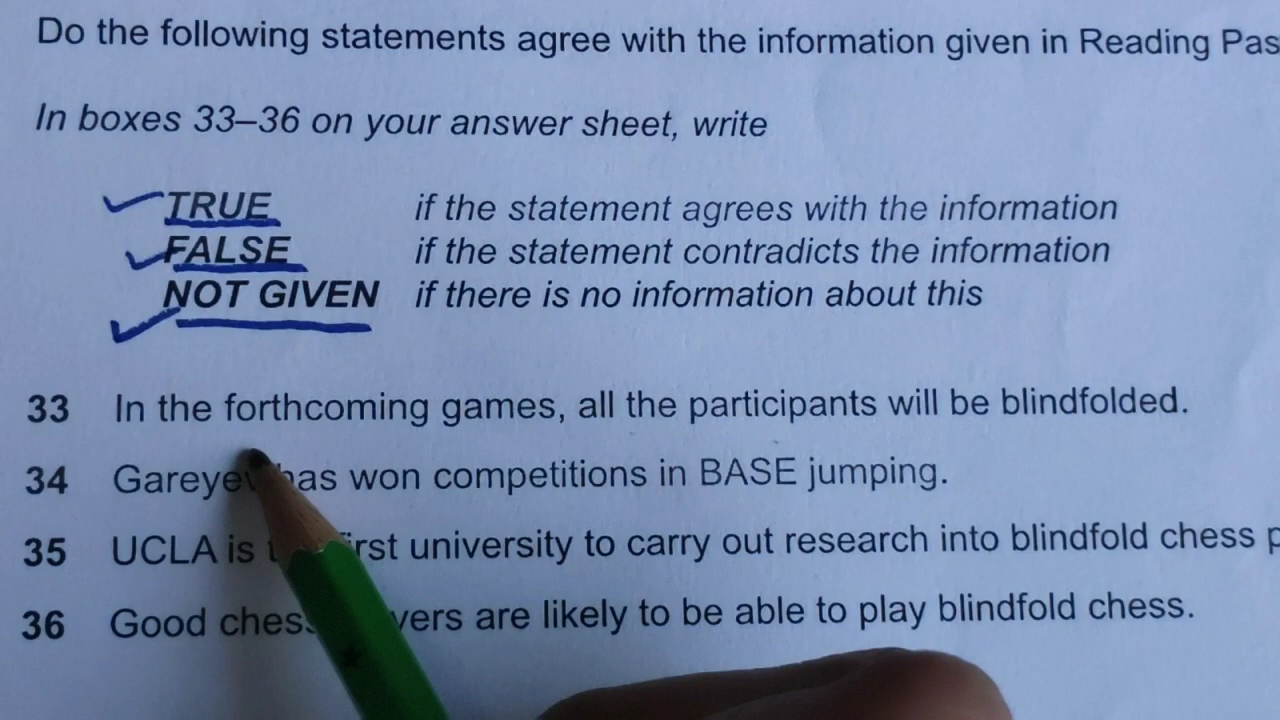 Do the following statements agree with the information given in Reading Pas
In boxes 33–36 on your answer sheet, write
TRUE if the statement agrees with the information
FALSE if the statement contradicts the information
NOT GIVEN if there is no information about this
33 In the forthcoming games, all the participants will be blindfolded.
34 has won competitions in BASE jumping.
35 UCLA is university to carry out research into blindfold chess
36 Good are likely to be able to play blindfold chess.